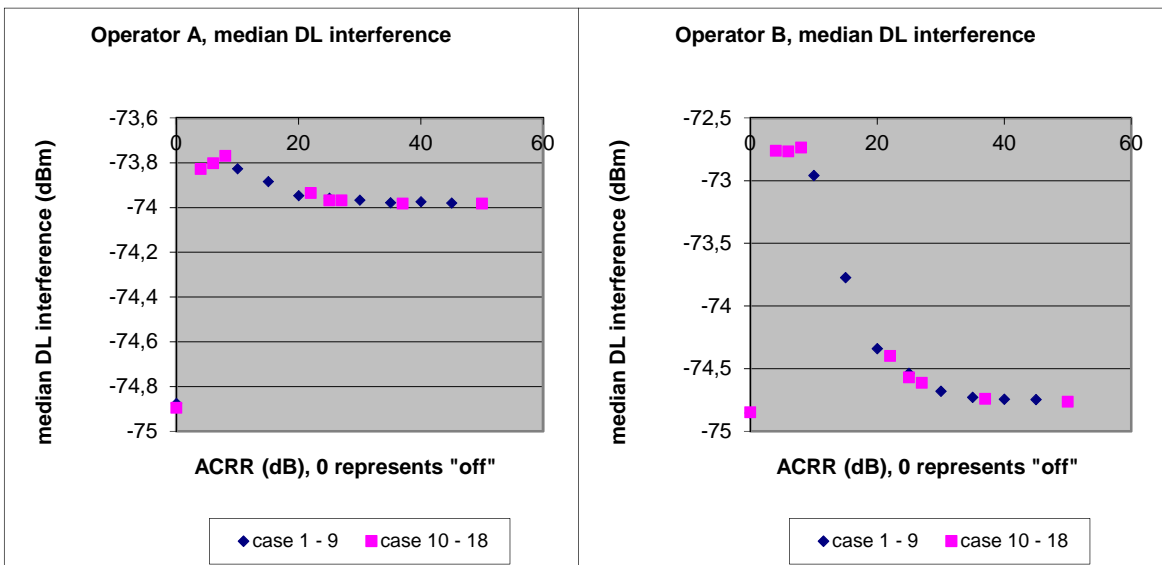 Operator A, median DL interference
-73,6
-73,8
-74
-74,2
-74,4
-74,6
-74,8
-75
0 20 40 60
median DL interference (dBm)
ACRR (dB), 0 represents "off"
case 1 - 9 case 10 - 18
Operator B, median DL interference
-72,5
-73
-73,5
-74
-74,5
-75
0 20 40 60
median DL interference (dBm)
ACRR (dB), 0 represents "off"
case 1 - 9 case 10 - 18